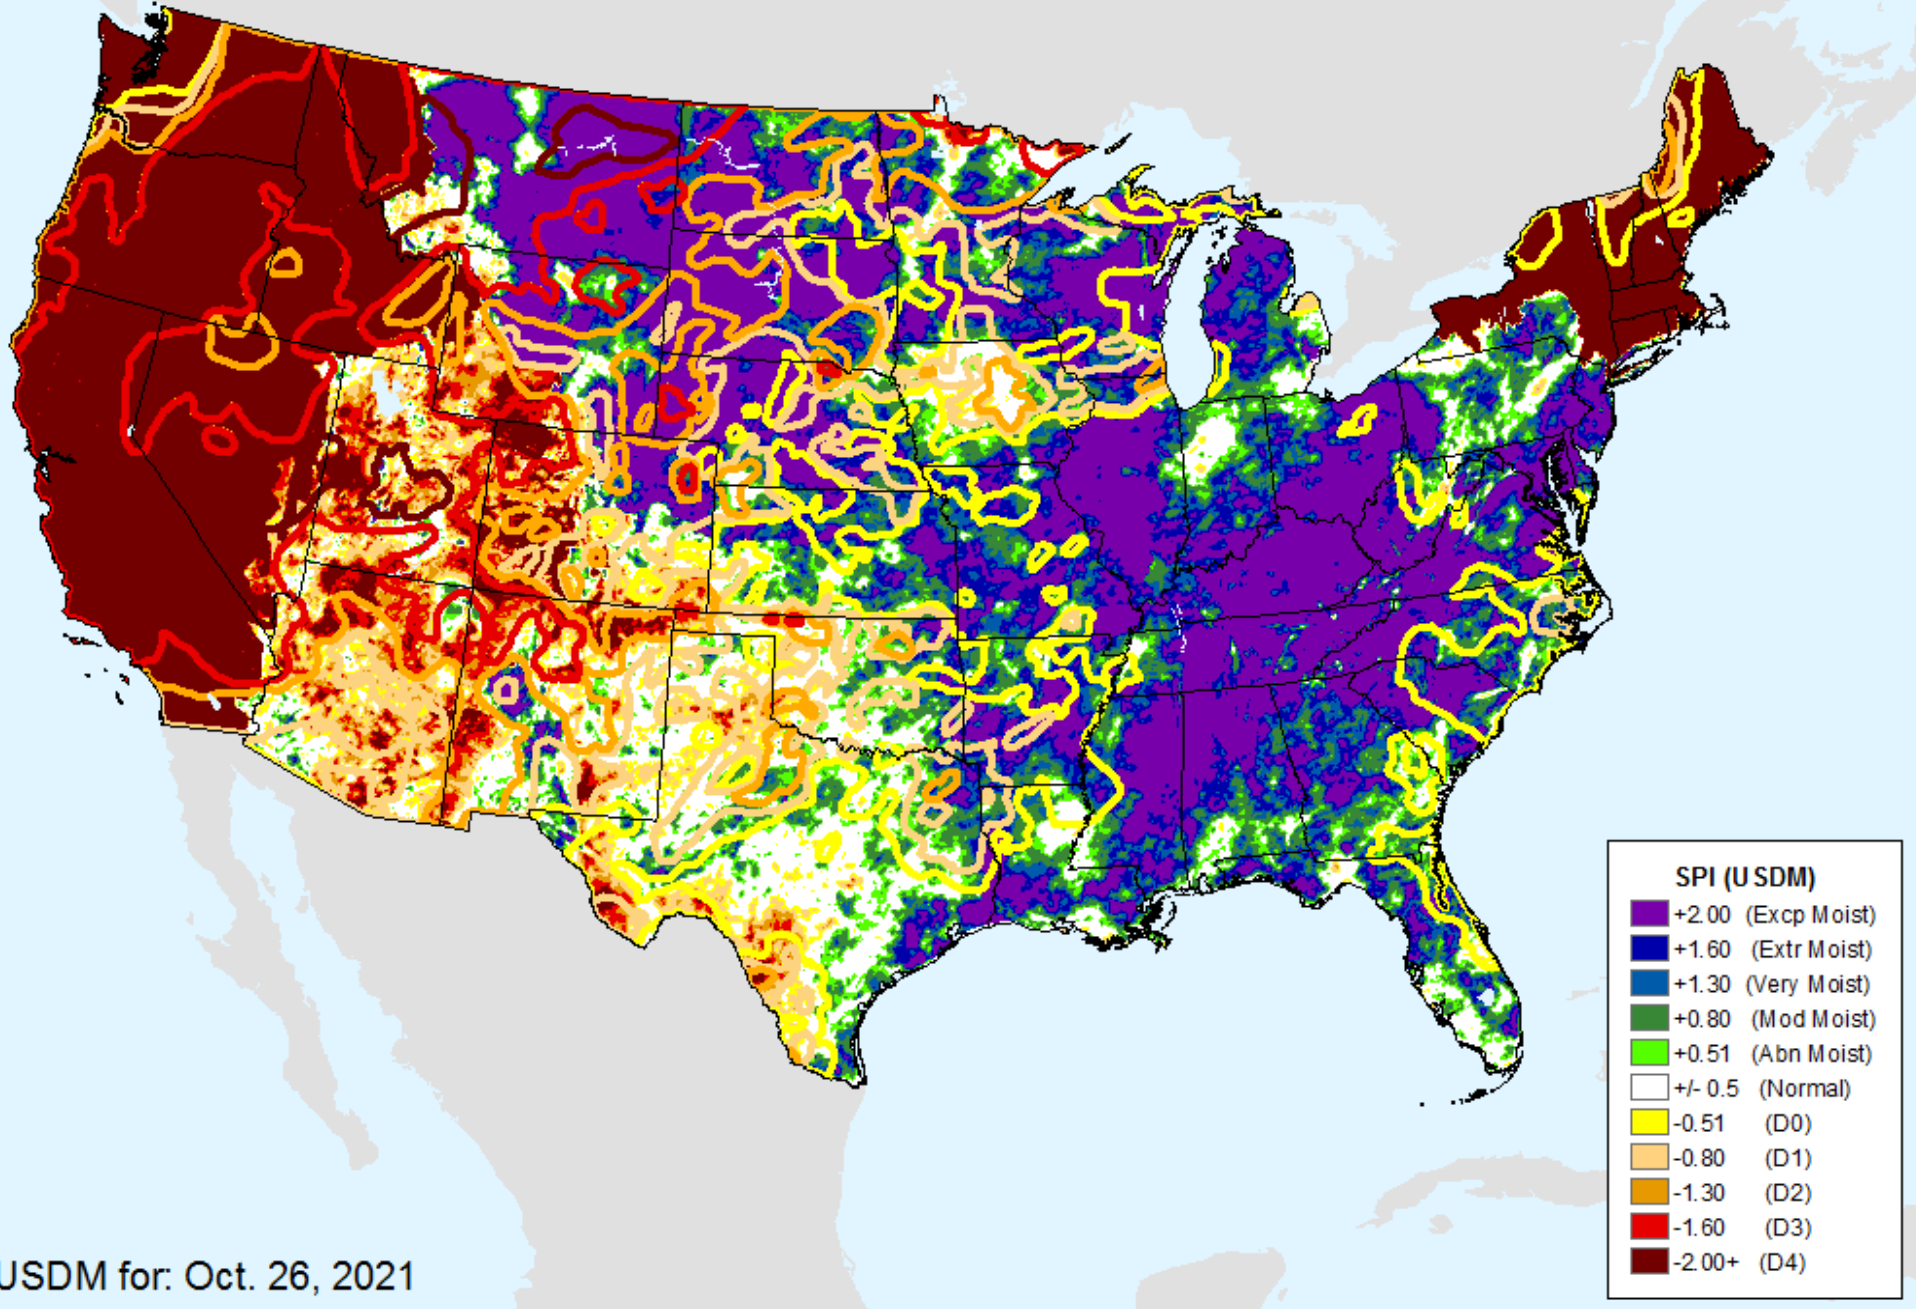 SPI (USDM)
+2.00 (Excp Moist)
+1.60 (Extr Moist)
+1.30 (Very Moist)
+0.80 (Mod Moist)
+0.51 (Abn Moist)
+/- 0.5 (Normal)
-0.51 (D0)
-0.80 (D1)
-1.30 (D2)
-1.60 (D3)
-2.00+ (D4)
USDM for: Oct. 26, 2021